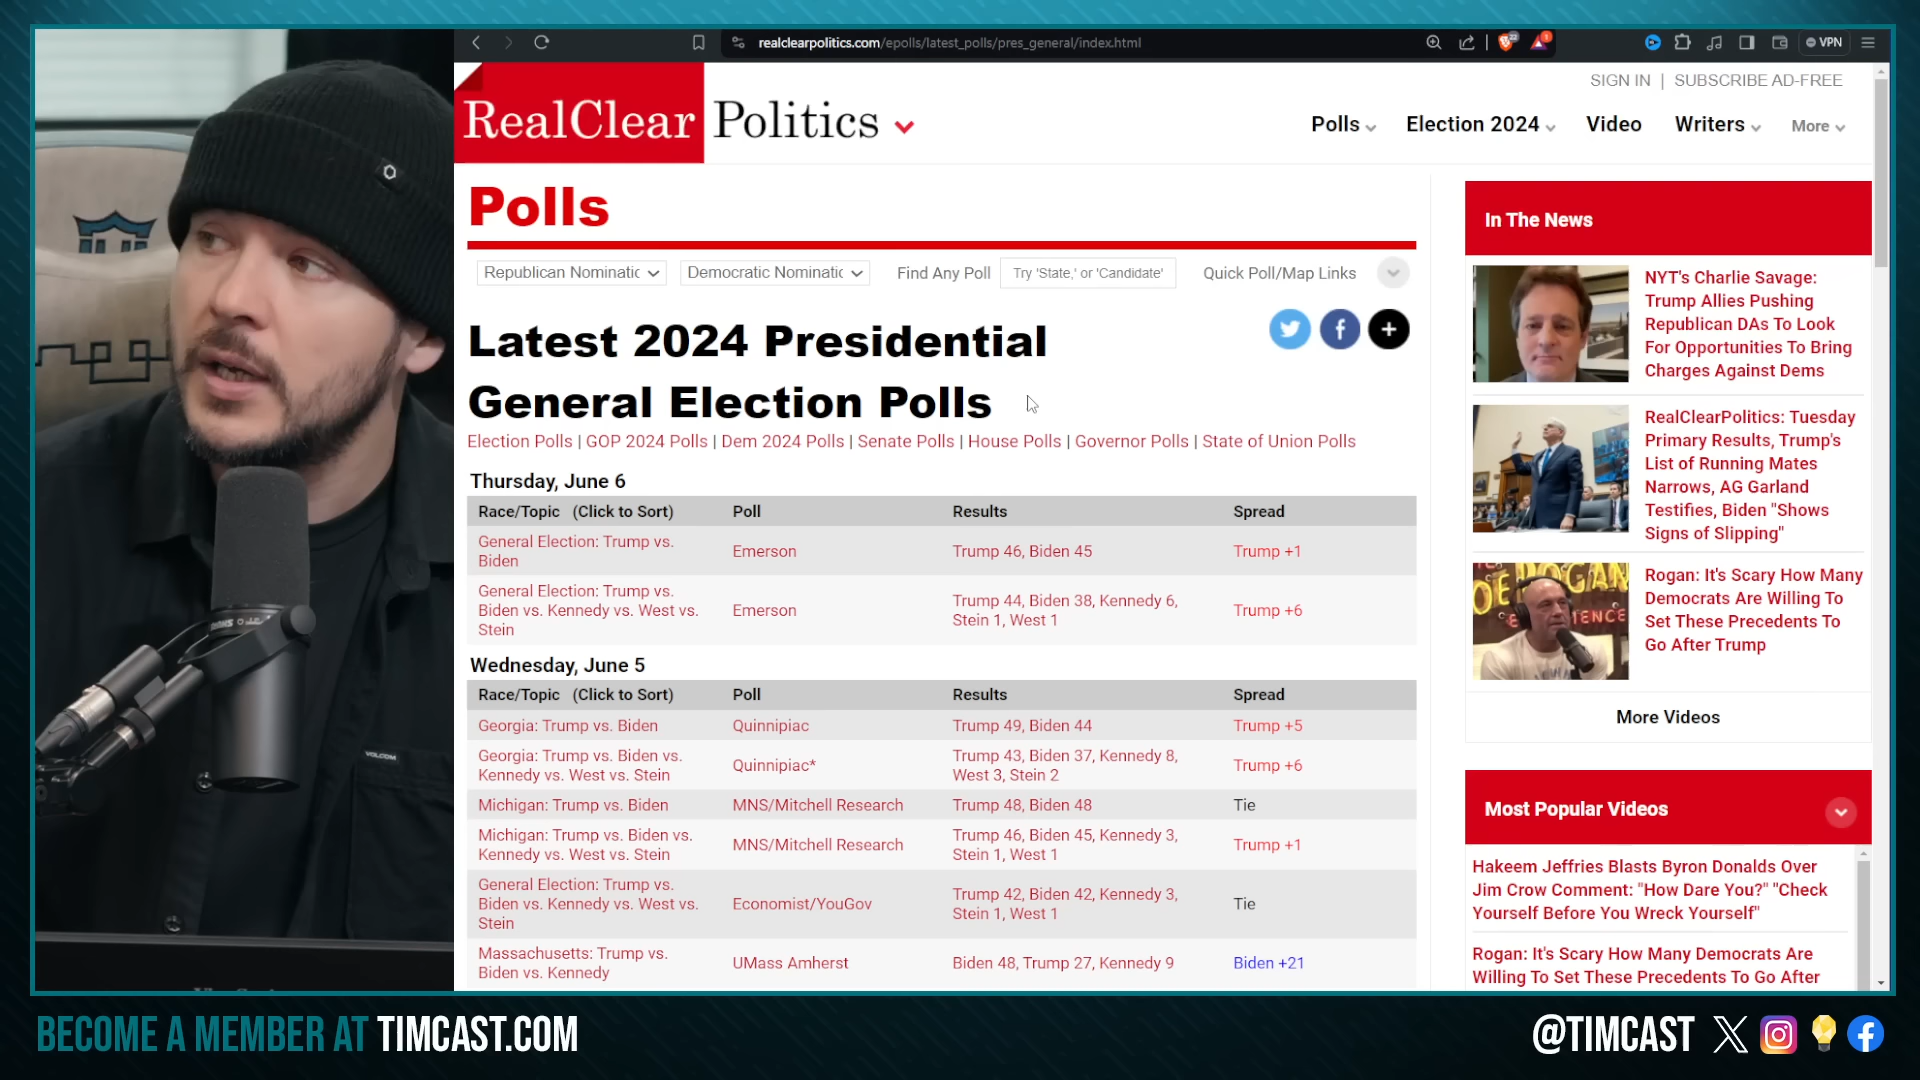 realclearpolitics.com/epolls/latest_polls/pres_general/index.html
VPN
SIGN IN | SUBSCRIBE AD-FREE
RealClear Politics
Polls
Election 2024
Video
Writers
More
Polls
Republican Nominatic
Democratic Nominatic
Find Any Poll
Try 'State,' or 'Candidate'
Quick Poll/Map Links
Latest 2024 Presidential
General Election Polls
Election Polls | GOP 2024 Polls | Dem 2024 Polls | Senate Polls | House Polls | Governor Polls | State of Union Polls
Thursday, June 6
Race/Topic (Click to Sort) Poll Results Spread
General Election: Trump vs.
Biden
Emerson
Trump 46, Biden 45
Trump +1
General Election: Trump vs.
Biden vs. Kennedy vs. West vs.
Stein
Emerson
Trump 44, Biden 38, Kennedy 6,
Stein 1, West 1
Trump +6
Wednesday, June 5
Race/Topic (Click to Sort) Poll Results Spread
Georgia: Trump vs. Biden Quinnipiac Trump 49, Biden 44 Trump +5
Georgia: Trump vs. Biden vs.
Kennedy vs. West vs. Stein
Quinnipiac*
Trump 43, Biden 37, Kennedy 8,
West 3, Stein 2
Trump +6
Michigan: Trump vs. Biden MNS/Mitchell Research Trump 48, Biden 48 Tie
Michigan: Trump vs. Biden vs.
Kennedy vs. West vs. Stein
MNS/Mitchell Research
Trump 46, Biden 45, Kennedy 3,
Stein 1, West 1
Trump +1
General Election: Trump vs.
Biden vs. Kennedy vs. West vs.
Stein
Economist/YouGov
Trump 42, Biden 42, Kennedy 3,
Stein 1, West 1
Tie
Massachusetts: Trump vs.
Biden vs. Kennedy
UMass Amherst
Biden 48, Trump 27, Kennedy 9
Biden +21
In The News
NYT's Charlie Savage:
Trump Allies Pushing
Republican DAs To Look
For Opportunities To Bring
Charges Against Dems
RealClearPolitics: Tuesday
Primary Results, Trump's
List of Running Mates
Narrows, AG Garland
Testifies, Biden "Shows
Signs of Slipping"
Rogan: It's Scary How Many
Democrats Are Willing To
Set These Precedents To
Go After Trump
More Videos
Most Popular Videos
Hakeem Jeffries Blasts Byron Donalds Over
Jim Crow Comment: "How Dare You?" "Check
Yourself Before You Wreck Yourself"
Rogan: It's Scary How Many Democrats Are
Willing To Set These Precedents To Go After
VOLCOM
BECOME A MEMBER AT TIMCAST.COM
@TIMCAST